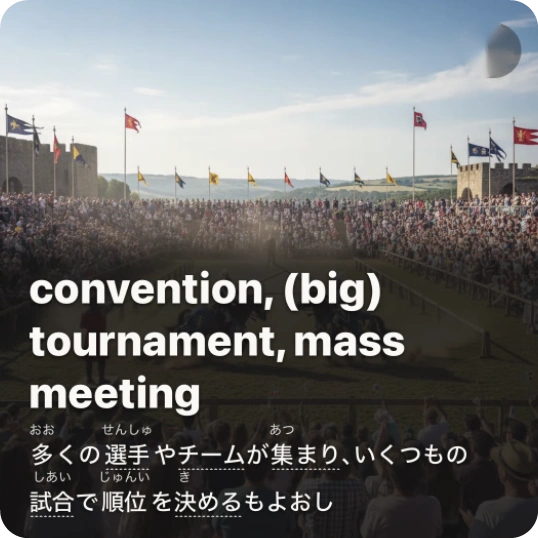 convention, (big)
tournament, mass
meeting
おお せんしゅ あつ
多くの選手やチームが集まり、いくつもの
しあい じゅんい き
試合で順位を決めるもよおし